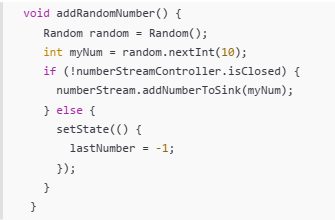 void addRandomNumber() {
Random random = Random();
int myNum = random.nextInt(10);
if (!numberStreamController.isClosed) {
numberStream.addNumberToSink(myNum);
} else {
setState(() {
lastNumber = -1;
});
}
}